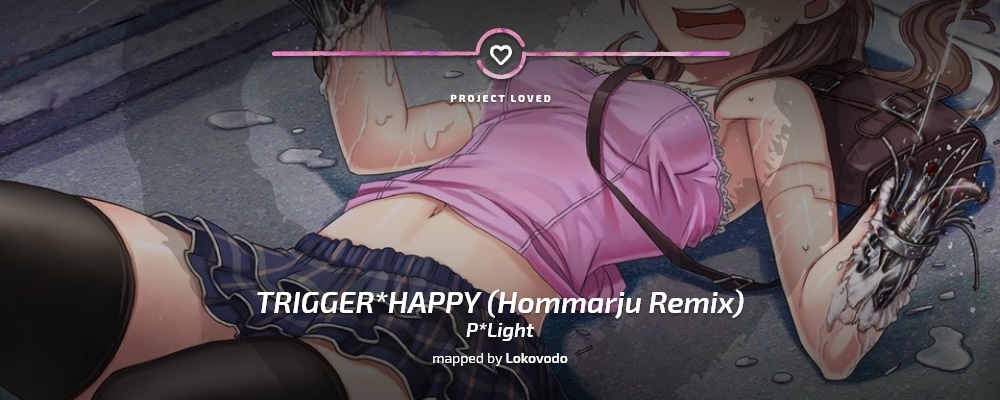 PROJECT LOVED
TRIGGER*HAPPY (Hommarju Remix)
P*Light
mapped by Lokovodo